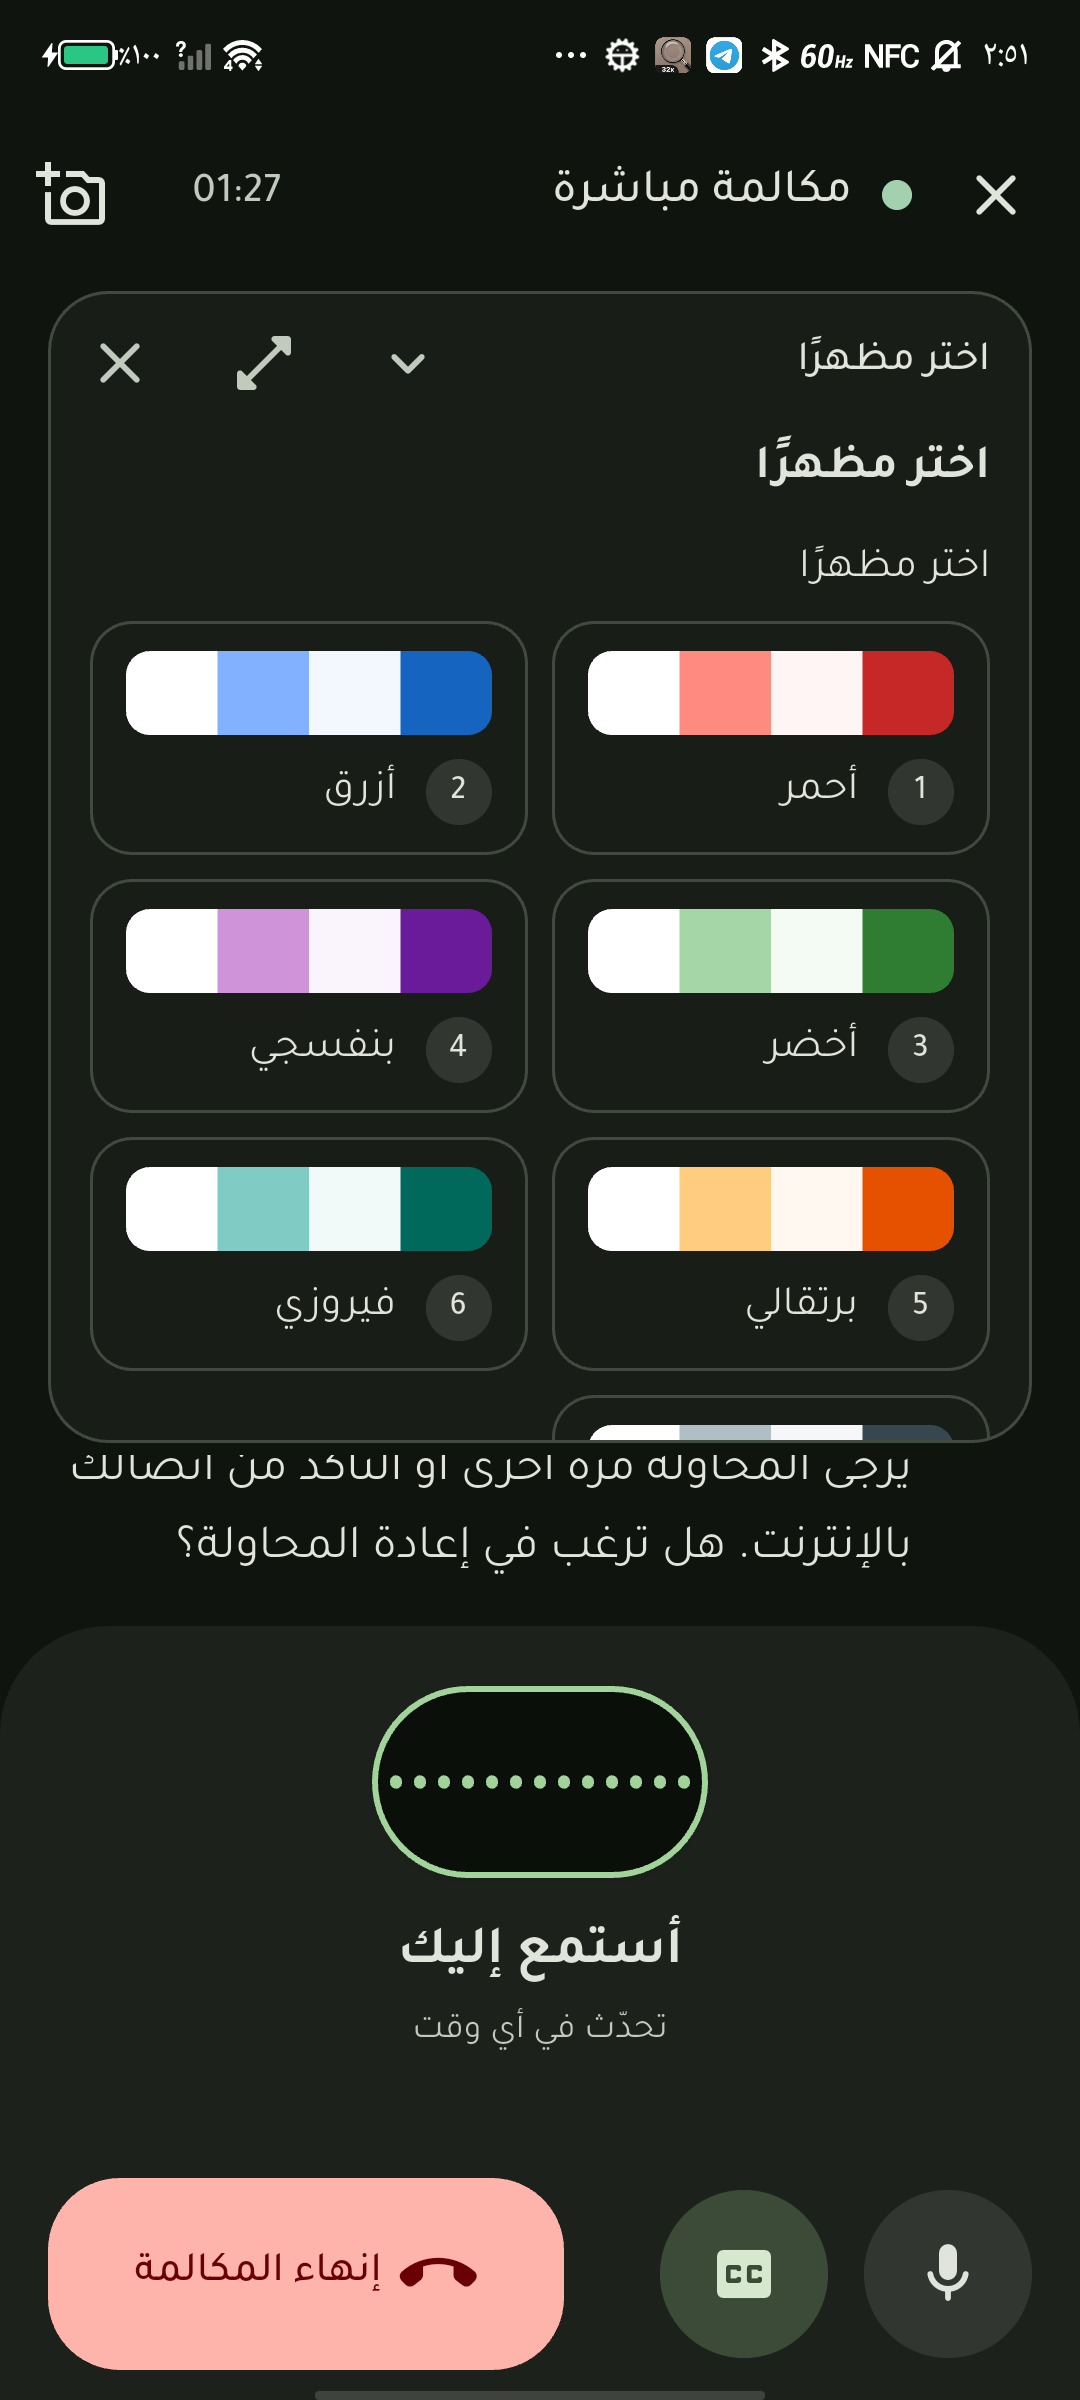 ٪١٠٠
60Hz NFC ٢:٥١
مكالمة مباشرة 01:27
اختر مظهرًا
اختر مظهرًا
اختر مظهرًا
1 أحمر
2 أزرق
3 أخضر
4 بنفسجي
5 برتقالي
6 فيروزي
يرجى المحاولة مرة أخرى أو التأكد من اتصالك
بالإنترنت. هل ترغب في إعادة المحاولة؟
أستمع إليك
تحدّث في أي وقت
CC
إنهاء المكالمة